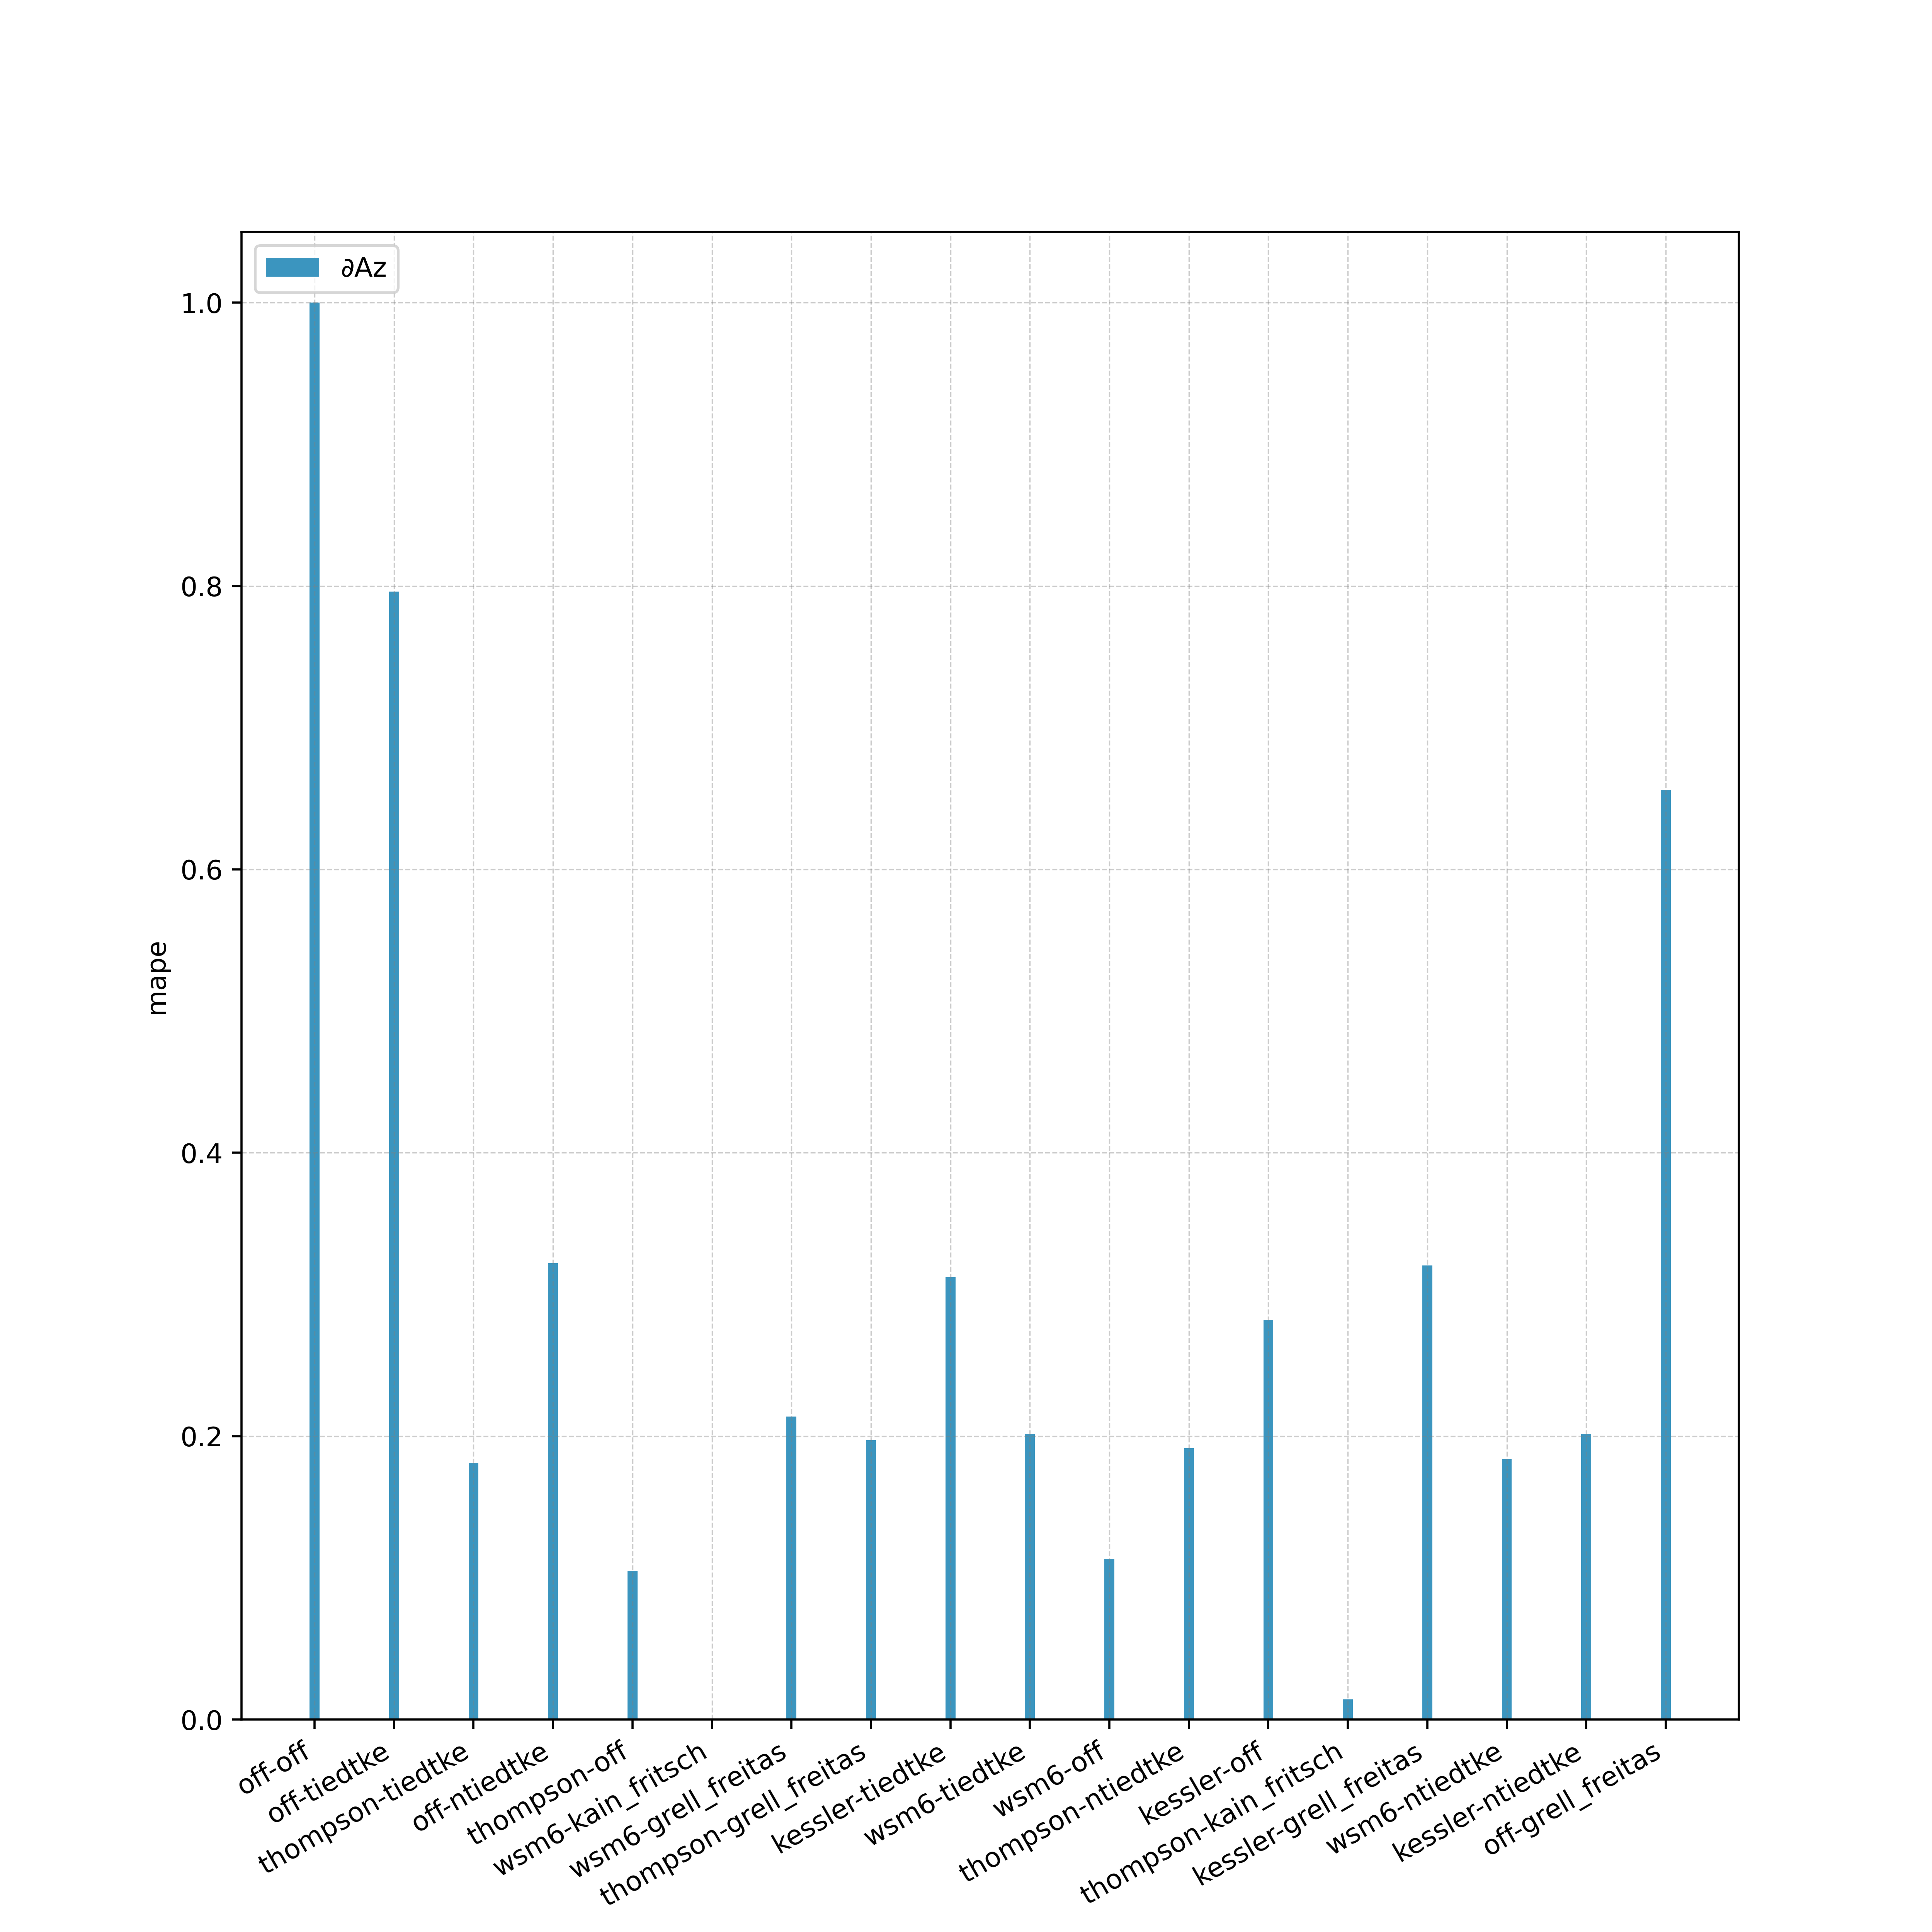 ∂Az
1.0
0.8
0.6
0.4
0.2
0.0
mape
off-off
off-tiedtke
thompson-tiedtke
off-ntiedtke
thompson-off
wsm6-kain_fritsch
wsm6-grell_freitas
thompson-grell_freitas
kessler-tiedtke
wsm6-tiedtke
wsm6-off
thompson-ntiedtke
kessler-off
thompson-kain_fritsch
kessler-grell_freitas
wsm6-ntiedtke
kessler-ntiedtke
off-grell_freitas